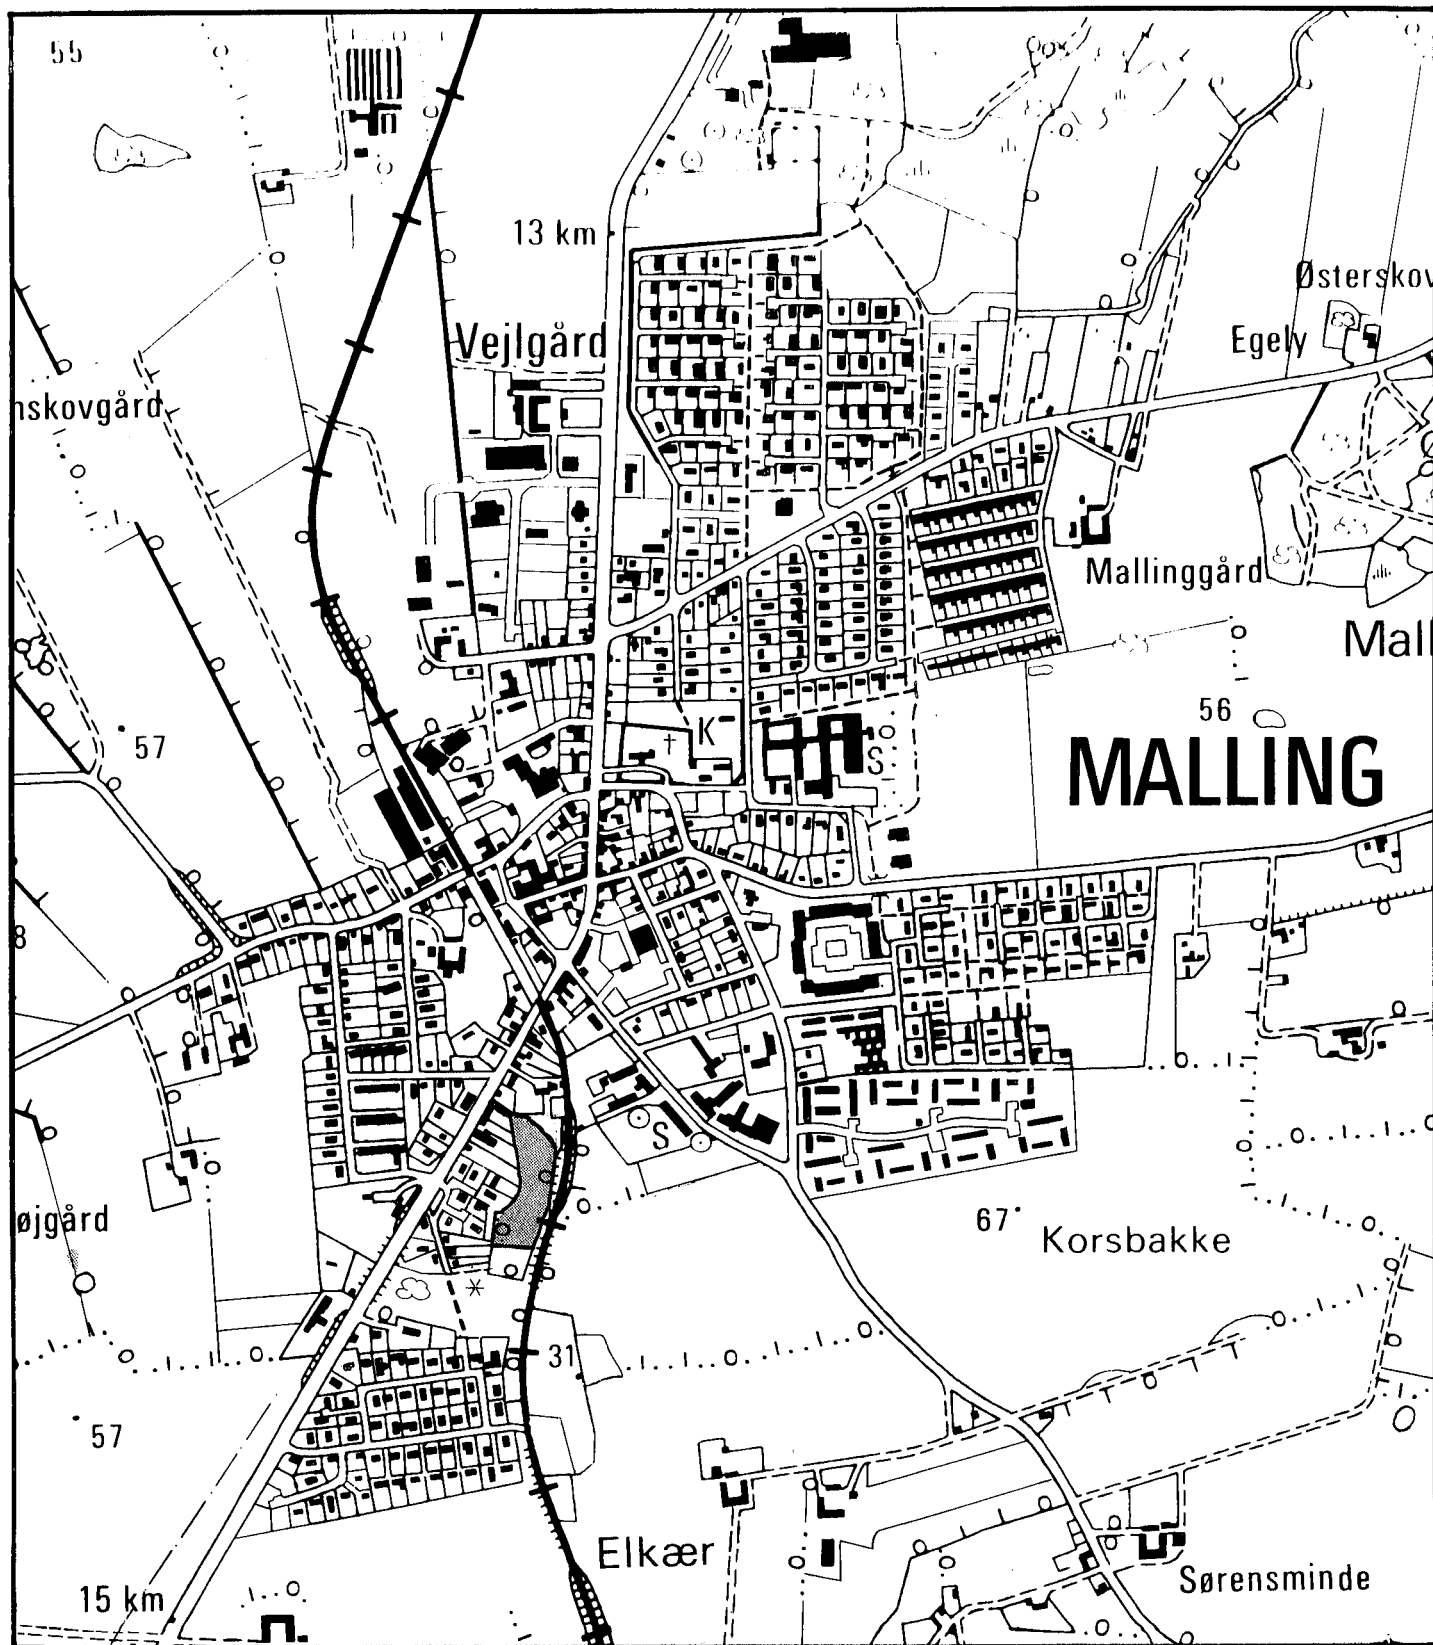 55
13 km
Østerskov
Vejlgård
Egely
nskovgård
Mallinggård
Mall
56
57
K
MALLING
S
8
S
øjgård
67
Korsbakke
31
57
Elkær
Sørensminde
15 km